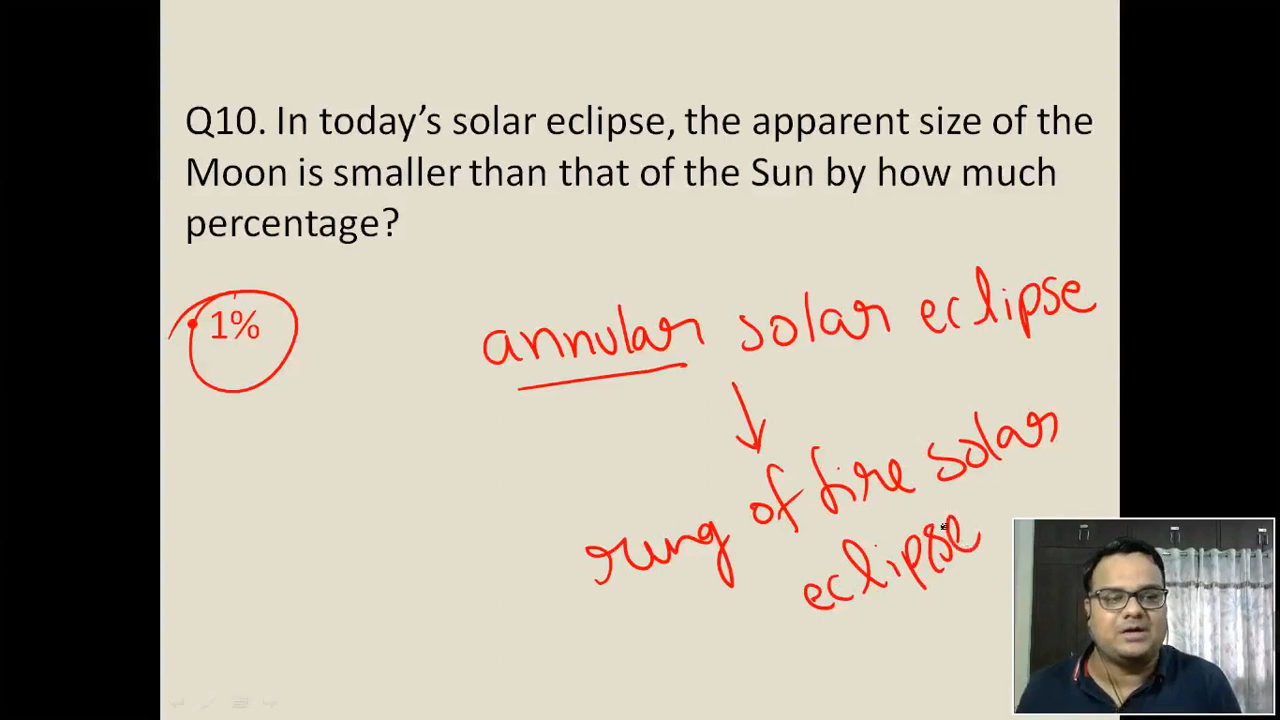 Q10. In today’s solar eclipse, the apparent size of the
Moon is smaller than that of the Sun by how much
percentage?
• 1%
annular solar eclipse
ring of fire solar
eclipse